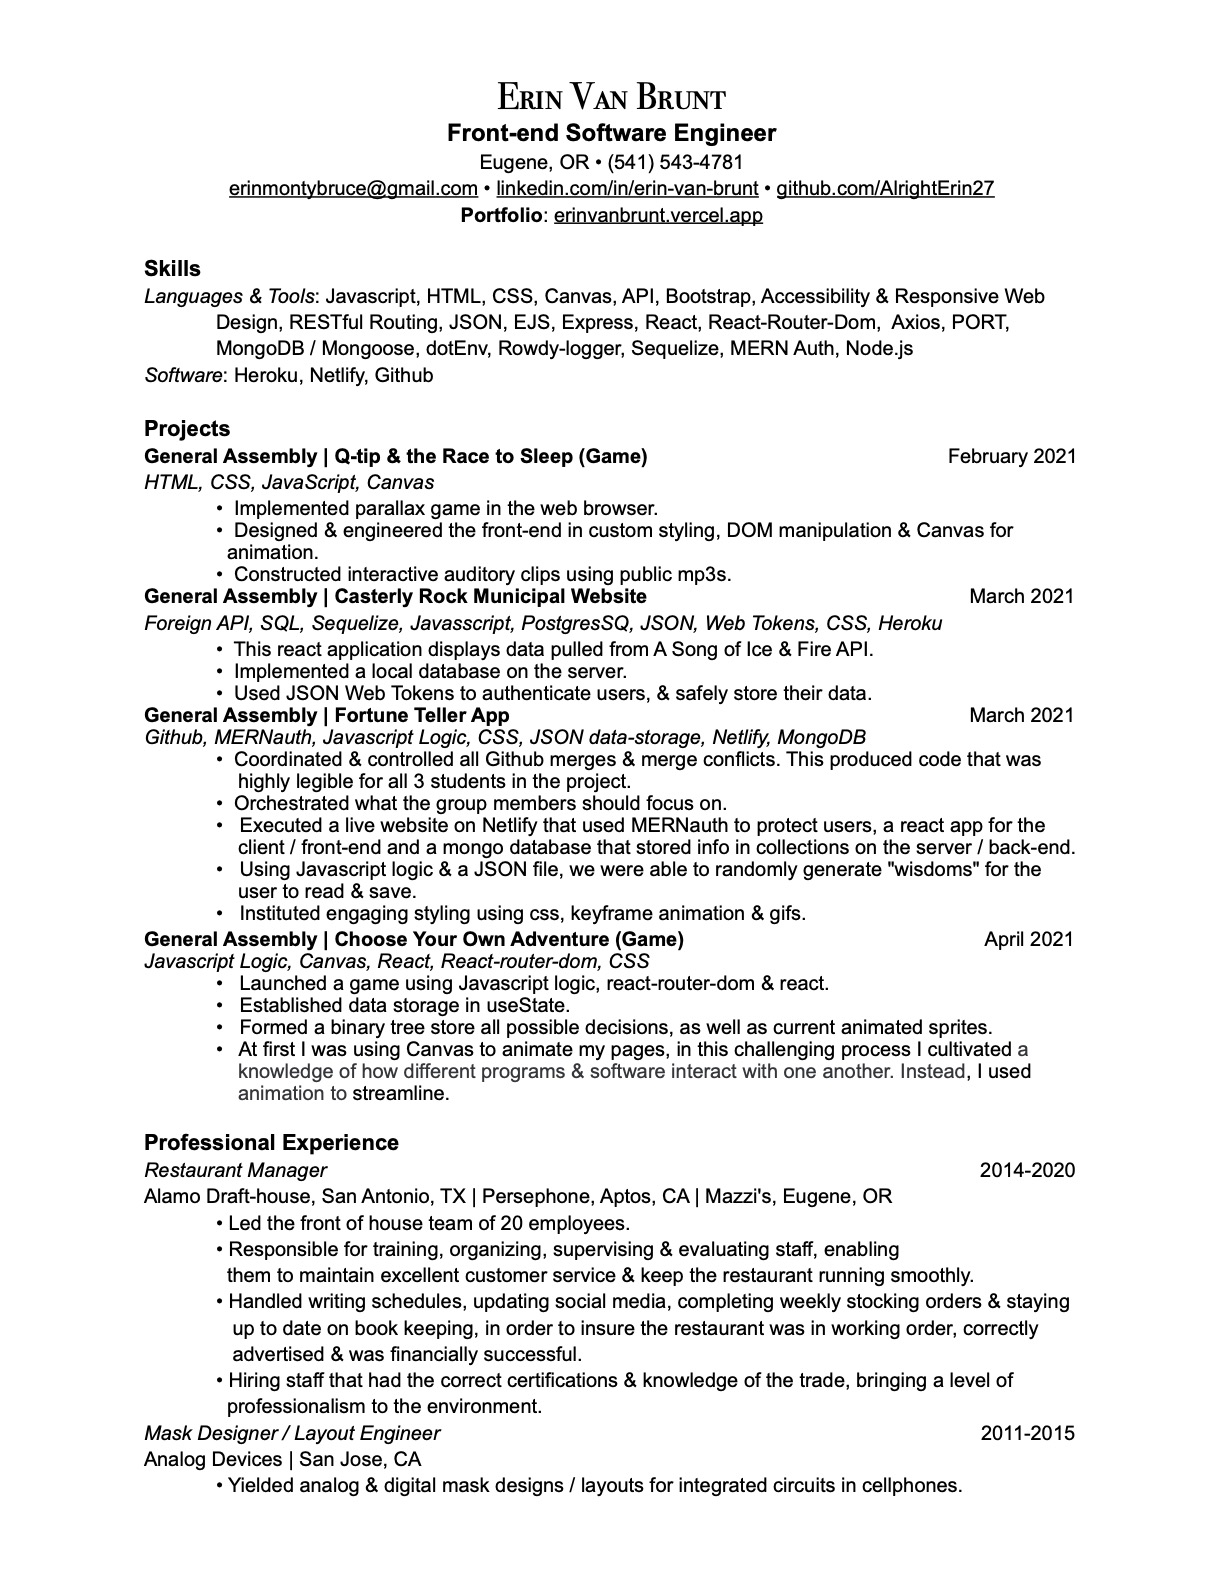 Erin Van Brunt
Front-end Software Engineer
Eugene, OR • (541) 543-4781
erinmontybruce@gmail.com • linkedin.com/in/erin-van-brunt • github.com/AlrightErin27
Portfolio: erinvanbrunt.vercel.app
Skills
Languages & Tools: Javascript, HTML, CSS, Canvas, API, Bootstrap, Accessibility & Responsive Web
Design, RESTful Routing, JSON, EJS, Express, React, React-Router-Dom, Axios, PORT,
MongoDB / Mongoose, dotEnv, Rowdy-logger, Sequelize, MERN Auth, Node.js
Software: Heroku, Netlify, Github
Projects
General Assembly | Q-tip & the Race to Sleep (Game) February 2021
HTML, CSS, JavaScript, Canvas
• Implemented parallax game in the web browser.
• Designed & engineered the front-end in custom styling, DOM manipulation & Canvas for
animation.
• Constructed interactive auditory clips using public mp3s.
General Assembly | Casterly Rock Municipal Website March 2021
Foreign API, SQL, Sequelize, Javasscript, PostgresSQ, JSON, Web Tokens, CSS, Heroku
• This react application displays data pulled from A Song of Ice & Fire API.
• Implemented a local database on the server.
• Used JSON Web Tokens to authenticate users, & safely store their data.
General Assembly | Fortune Teller App March 2021
Github, MERNauth, Javascript Logic, CSS, JSON data-storage, Netlify, MongoDB
• Coordinated & controlled all Github merges & merge conflicts. This produced code that was
highly legible for all 3 students in the project.
• Orchestrated what the group members should focus on.
• Executed a live website on Netlify that used MERNauth to protect users, a react app for the
client / front-end and a mongo database that stored info in collections on the server / back-end.
• Using Javascript logic & a JSON file, we were able to randomly generate "wisdoms" for the
user to read & save.
• Instituted engaging styling using css, keyframe animation & gifs.
General Assembly | Choose Your Own Adventure (Game) April 2021
Javascript Logic, Canvas, React, React-router-dom, CSS
• Launched a game using Javascript logic, react-router-dom & react.
• Established data storage in useState.
• Formed a binary tree store all possible decisions, as well as current animated sprites.
• At first I was using Canvas to animate my pages, in this challenging process I cultivated a
knowledge of how different programs & software interact with one another. Instead, I used
animation to streamline.
Professional Experience
Restaurant Manager 2014-2020
Alamo Draft-house, San Antonio, TX | Persephone, Aptos, CA | Mazzi's, Eugene, OR
• Led the front of house team of 20 employees.
• Responsible for training, organizing, supervising & evaluating staff, enabling
them to maintain excellent customer service & keep the restaurant running smoothly.
• Handled writing schedules, updating social media, completing weekly stocking orders & staying
up to date on book keeping, in order to insure the restaurant was in working order, correctly
advertised & was financially successful.
• Hiring staff that had the correct certifications & knowledge of the trade, bringing a level of
professionalism to the environment.
Mask Designer / Layout Engineer 2011-2015
Analog Devices | San Jose, CA
• Yielded analog & digital mask designs / layouts for integrated circuits in cellphones.